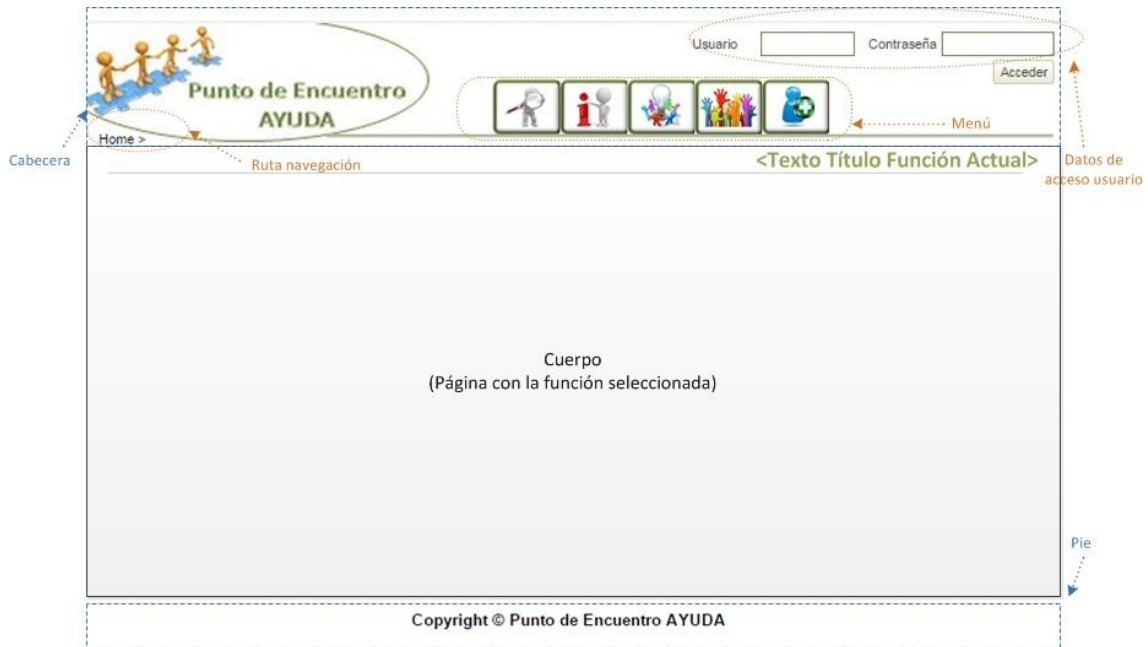 Usuario
Contraseña
Acceder
Punto de Encuentro
AYUDA
Menú
Home >
Cabecera
Ruta navegación
<Texto Título Función Actual>
Datos de
acceso usuario
Cuerpo
(Página con la función seleccionada)
Pie
Copyright © Punto de Encuentro AYUDA